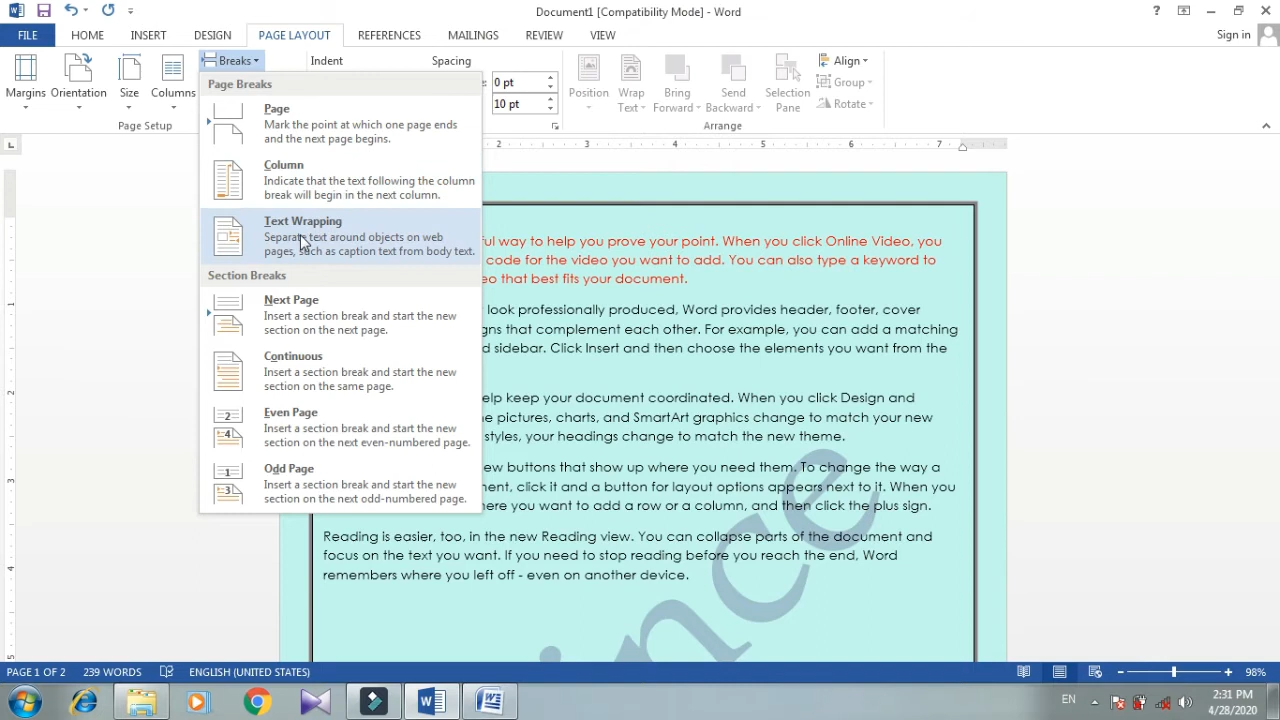 Document1 [Compatibility Mode] - Word
FILE HOME INSERT DESIGN PAGE LAYOUT REFERENCES MAILINGS REVIEW VIEW Sign in
Breaks Indent Spacing Align
0 pt Group
Margins Orientation Size Columns Position Wrap Text Bring Forward Send Backward Selection Pane
10 pt Rotate
Page Setup Arrange
Page Breaks
Page
Mark the point at which one page ends
and the next page begins.
Column
Indicate that the text following the column
break will begin in the next column.
Text Wrapping
Separate text around objects on web
pages, such as caption text from body text.
Section Breaks
Next Page
Insert a section break and start the new
section on the next page.
Continuous
Insert a section break and start the new
section on the same page.
Even Page
Insert a section break and start the new
section on the next even-numbered page.
Odd Page
Insert a section break and start the new
section on the next odd-numbered page.
2 3 4 5 6 7
1
2
3
4
5
way to help you prove your point. When you click Online Video, you
code for the video you want to add. You can also type a keyword to
that best fits your document.
look professionally produced, Word provides header, footer, cover
that complement each other. For example, you can add a matching
sidebar. Click Insert and then choose the elements you want from the
keep your document coordinated. When you click Design and
pictures, charts, and SmartArt graphics change to match your new
styles, your headings change to match the new theme.
buttons that show up where you need them. To change the way a
click it and a button for layout options appears next to it. When you
you want to add a row or a column, and then click the plus sign.
Reading is easier, too, in the new Reading view. You can collapse parts of the document and
focus on the text you want. If you need to stop reading before you reach the end, Word
remembers where you left off - even on another device.
PAGE 1 OF 2 239 WORDS ENGLISH (UNITED STATES) 98%
EN 2:31 PM
4/28/2020